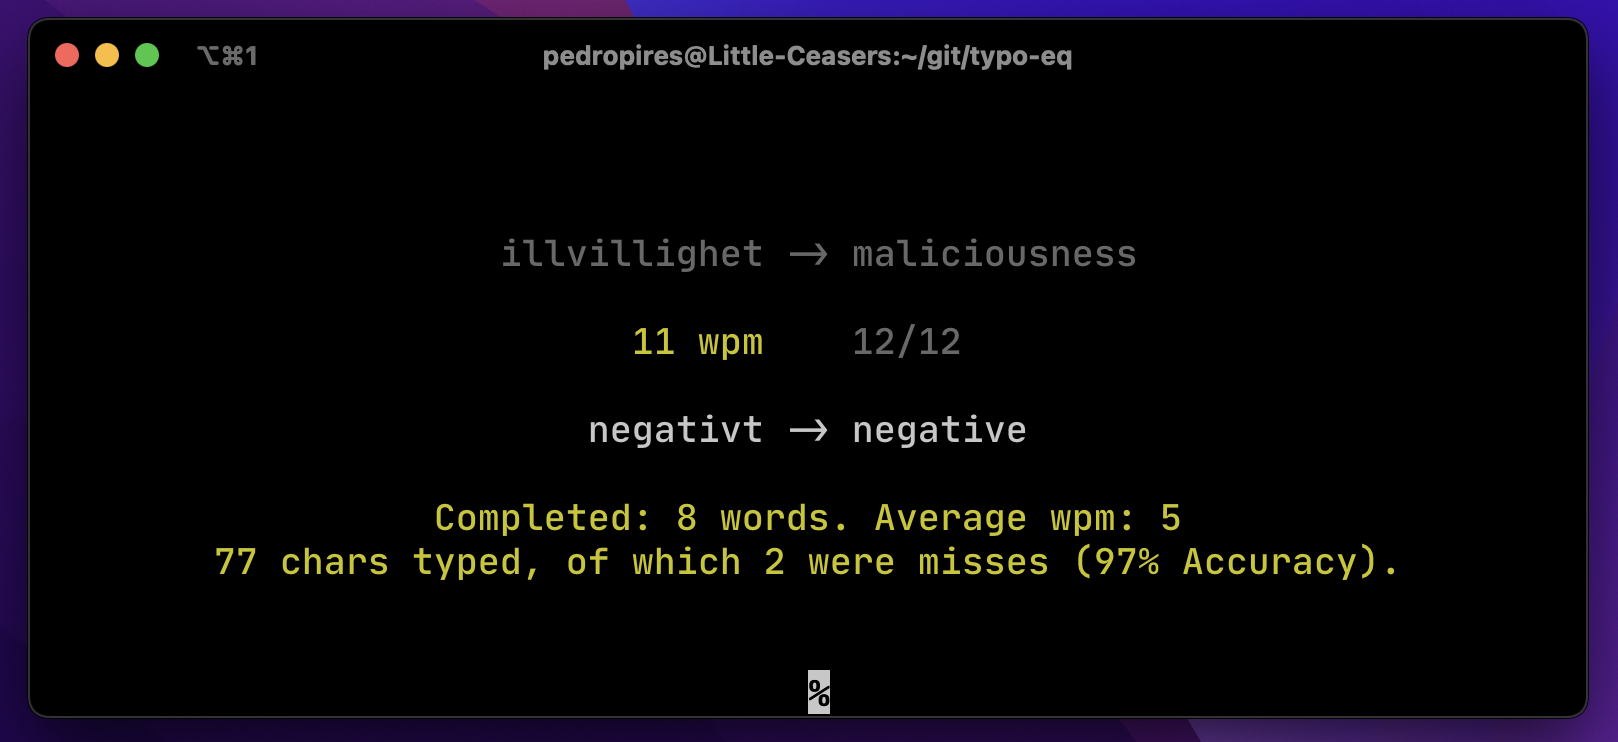 ⌥⌘1 pedropires@Little-Ceasers:~/git/typo-eq
illvillighet -> maliciousness
11 wpm 12/12
negativt -> negative
Completed: 8 words. Average wpm: 5
77 chars typed, of which 2 were misses (97% Accuracy).
%